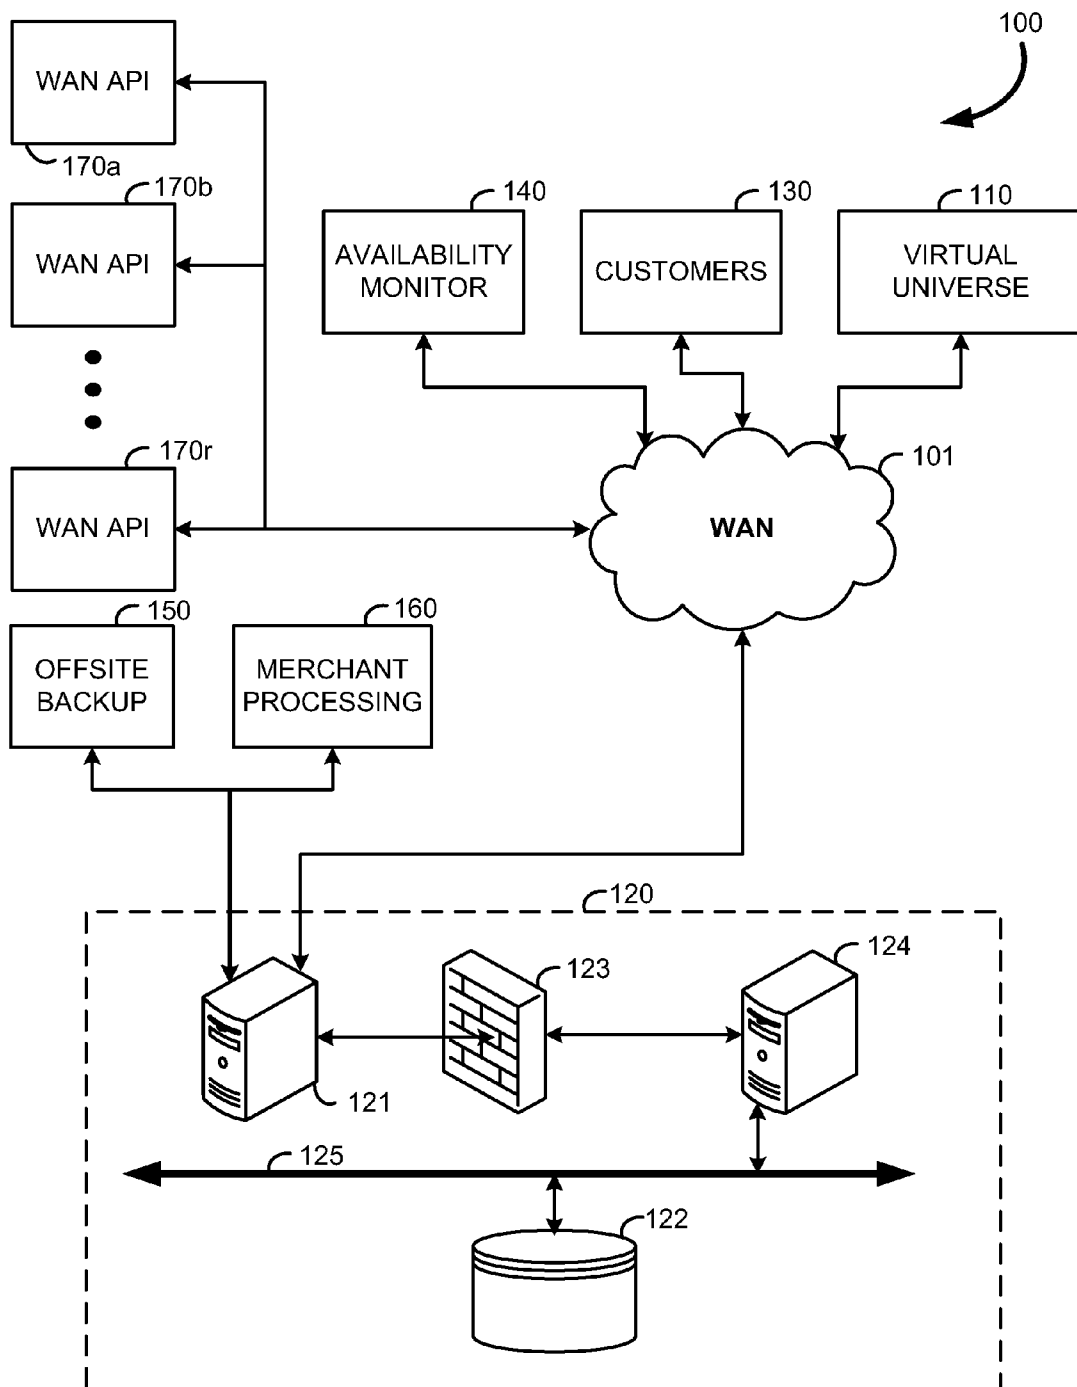 100
WAN API
170a
170b
WAN API
140
AVAILABILITY
MONITOR
130
CUSTOMERS
110
VIRTUAL
UNIVERSE
170r
WAN API
101
WAN
150
OFFSITE
BACKUP
160
MERCHANT
PROCESSING
120
121
123
124
125
122